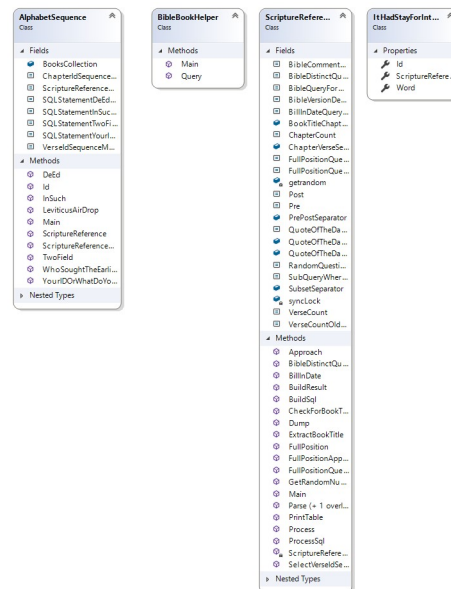 AlphabetSequence
Class
Fields
BooksCollection
ChapterIdSequence...
ScriptureReference...
SQLStatementDeEd...
SQLStatementInSuc...
SQLStatementTwoFi...
SQLStatementYourI...
VerseIdSequenceM...
Methods
DeEd
Id
InSuch
LeviticusAirDrop
Main
ScriptureReference
ScriptureReference...
TwoField
WhoSoughtTheEarli...
YourIDOrWhatDoYo...
Nested Types
BibleBookHelper
Class
Methods
Main
Query
ScriptureRefere...
Class
Fields
BibleComment...
BibleDistinctQu...
BibleQueryFor...
BibleVersionDe...
BillInDateQuery...
BookTitleChapt...
ChapterCount
ChapterVerseSe...
FullPositionQue...
FullPositionQue...
getrandom
Post
Pre
PrePostSeparator
QuoteOfTheDa...
QuoteOfTheDa...
QuoteOfTheDa...
RandomQuesti...
SubQueryWher...
SubsetSeparator
syncLock
VerseCount
VerseCountOld...
Methods
Approach
BibleDistinctQu...
BillInDate
BuildResult
BuildSql
CheckForBookT...
Dump
ExtractBookTitle
FullPosition
FullPositionApp...
FullPositionQue...
GetRandomNu...
Main
Parse (+ 1 overl...
PrintTable
Process
ProcessSql
ScriptureRefere...
SelectVerseIdSe...
Nested Types
ItHadStayForInt...
Class
Properties
Id
ScriptureRefere...
Word